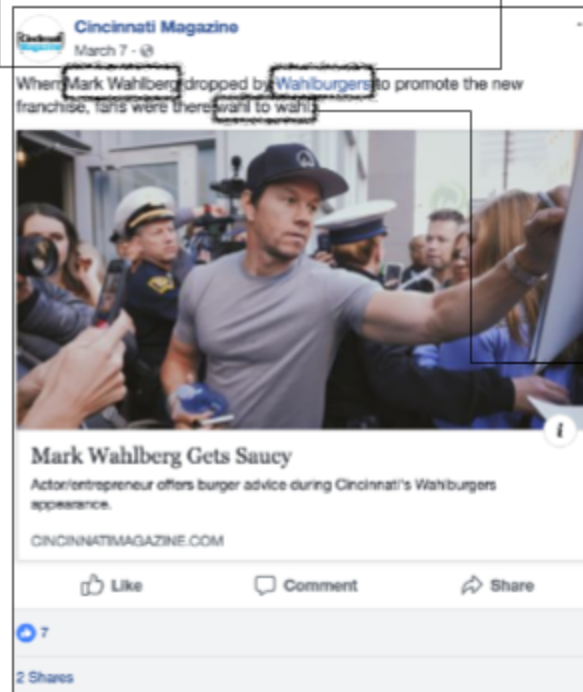 Cincinnati Magazine
March 7 ·
When Mark Wahlberg dropped by Wahlburgers to promote the new
franchise, fans were there wahl to wahl.
Mark Wahlberg Gets Saucy
Actor/entrepreneur offers burger advice during Cincinnati's Wahlburgers
appearance.
CINCINNATIMAGAZINE.COM
Like Comment Share
7
2 Shares